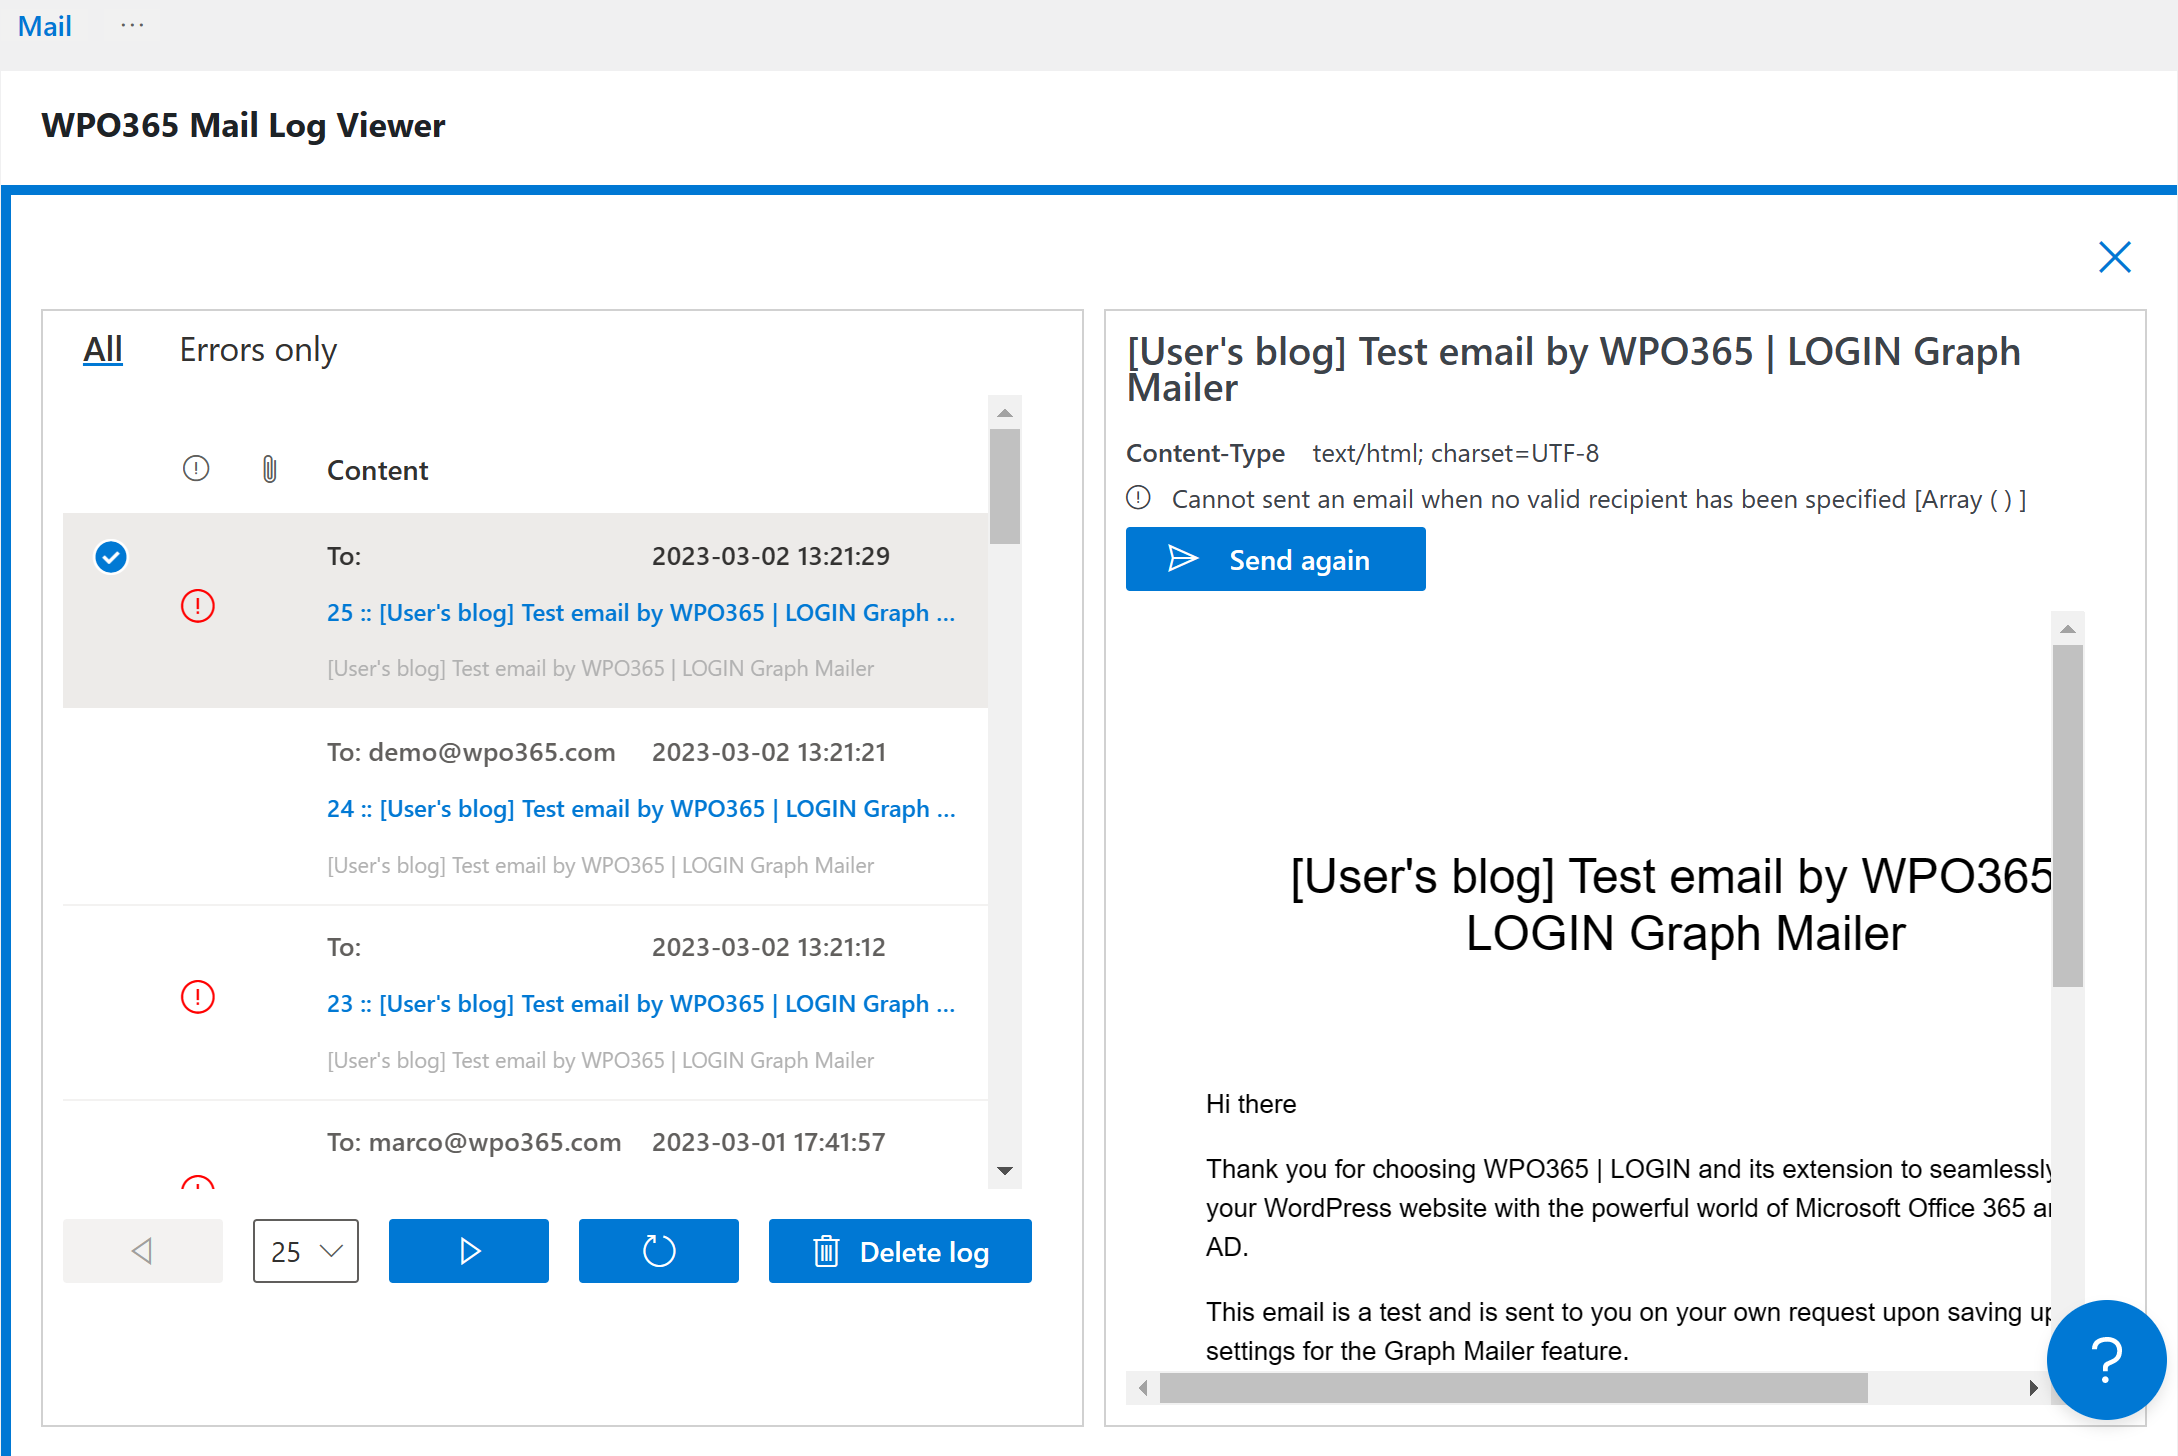 Mail ...
WPO365 Mail Log Viewer
All Errors only
Content
To: 2023-03-02 13:21:29
25 :: [User's blog] Test email by WPO365 | LOGIN Graph ...
[User's blog] Test email by WPO365 | LOGIN Graph Mailer
To: demo@wpo365.com 2023-03-02 13:21:21
24 :: [User's blog] Test email by WPO365 | LOGIN Graph ...
[User's blog] Test email by WPO365 | LOGIN Graph Mailer
To: 2023-03-02 13:21:12
23 :: [User's blog] Test email by WPO365 | LOGIN Graph ...
[User's blog] Test email by WPO365 | LOGIN Graph Mailer
To: marco@wpo365.com 2023-03-01 17:41:57
25
Delete log
[User's blog] Test email by WPO365 | LOGIN Graph
Mailer
Content-Type text/html; charset=UTF-8
Cannot sent an email when no valid recipient has been specified [Array ( ) ]
Send again
[User's blog] Test email by WPO365
LOGIN Graph Mailer
Hi there
Thank you for choosing WPO365 | LOGIN and its extension to seamlessly
your WordPress website with the powerful world of Microsoft Office 365
AD.
This email is a test and is sent to you on your own request upon saving
settings for the Graph Mailer feature.
?